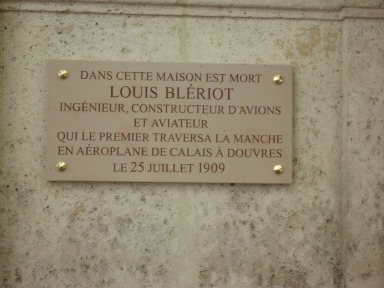 DANS CETTE MAISON EST MORT
LOUIS BLÉRIOT
INGÉNIEUR, CONSTRUCTEUR D'AVIONS
ET AVIATEUR
QUI LE PREMIER TRAVERSA LA MANCHE
EN AÉROPLANE DE CALAIS À DOUVRES
LE 25 JUILLET 1909